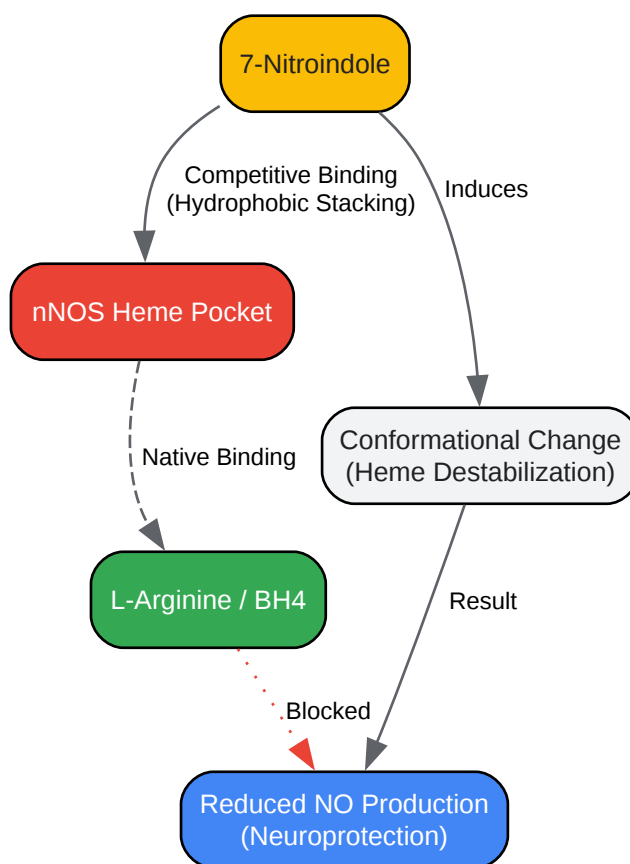 7-Nitroindole
Competitive Binding
(Hydrophobic Stacking)
Induces
nNOS Heme Pocket
Conformational Change
(Heme Destabilization)
Native Binding
L-Arginine / BH4
Result
Blocked
Reduced NO Production
(Neuroprotection)